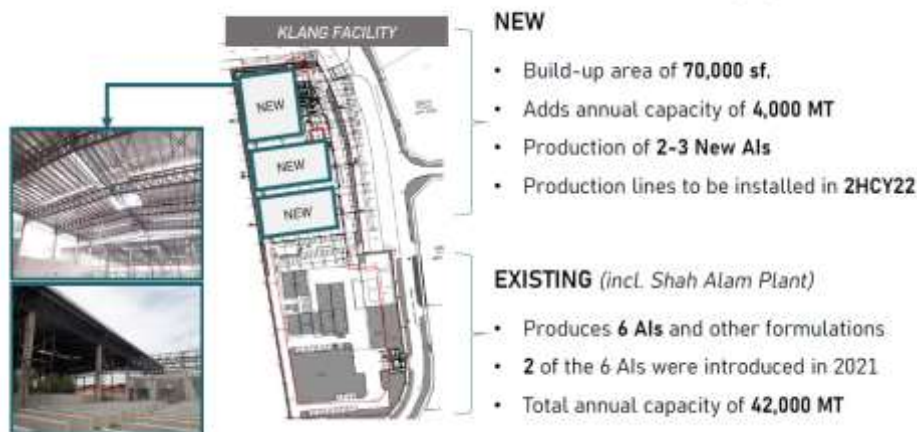 KLANG FACILITY
NEW
NEW
NEW
NEW
• Build-up area of 70,000 sf.
• Adds annual capacity of 4,000 MT
• Production of 2-3 New AIs
• Production lines to be installed in 2HCY22
EXISTING (incl. Shah Alam Plant)
• Produces 6 AIs and other formulations
• 2 of the 6 AIs were introduced in 2021
• Total annual capacity of 42,000 MT